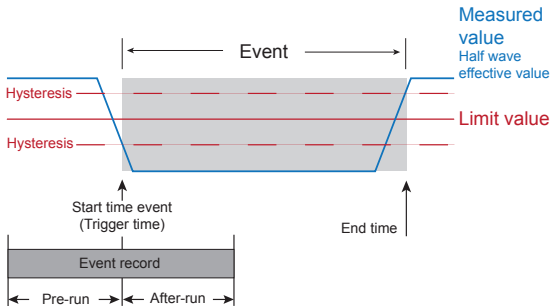 Measured
value
Half wave
effective value
Event
Hysteresis
Limit value
Hysteresis
Start time event
(Trigger time)
End time
Event record
Pre-run
After-run